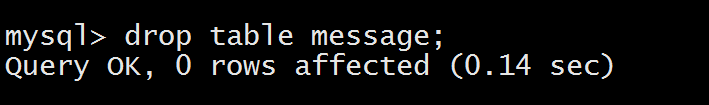 mysql> drop table message;
Query OK, 0 rows affected (0.14 sec)